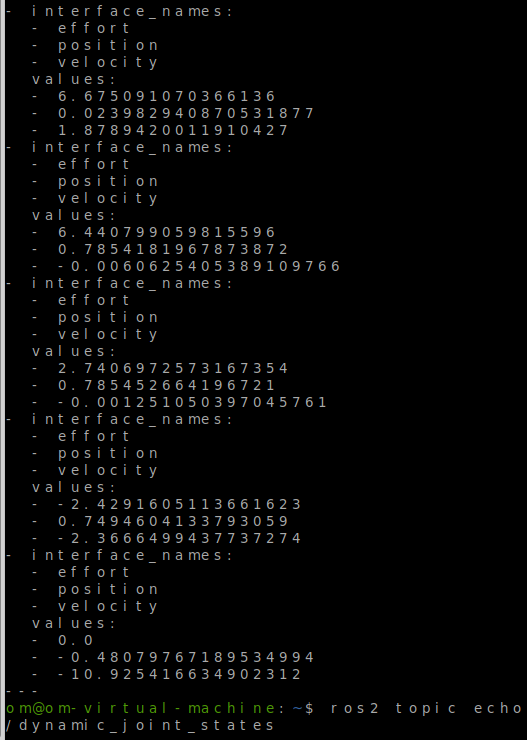 - interface_names:
- effort
- position
- velocity
values:
- 6.675091070366136
- 0.023982940870531877
- 1.8789420011910427
- interface_names:
- effort
- position
- velocity
values:
- 6.440799059815596
- 0.7854181967873872
- -0.00606254053891097​66
- interface_names:
- effort
- position
- velocity
values:
- 2.7406972573167354
- 0.785452664196721
- -0.001251050397045761
- interface_names:
- effort
- position
- velocity
values:
- -2.4291605113661623
- 0.7494604133793059
- -2.3666499437737274
- interface_names:
- effort
- position
- velocity
values:
- 0.0
- -0.48079767189534994
- -10.925416634902312
---
om@om-virtual-machine:~$ ros2 topic echo
/dynamic_joint_states